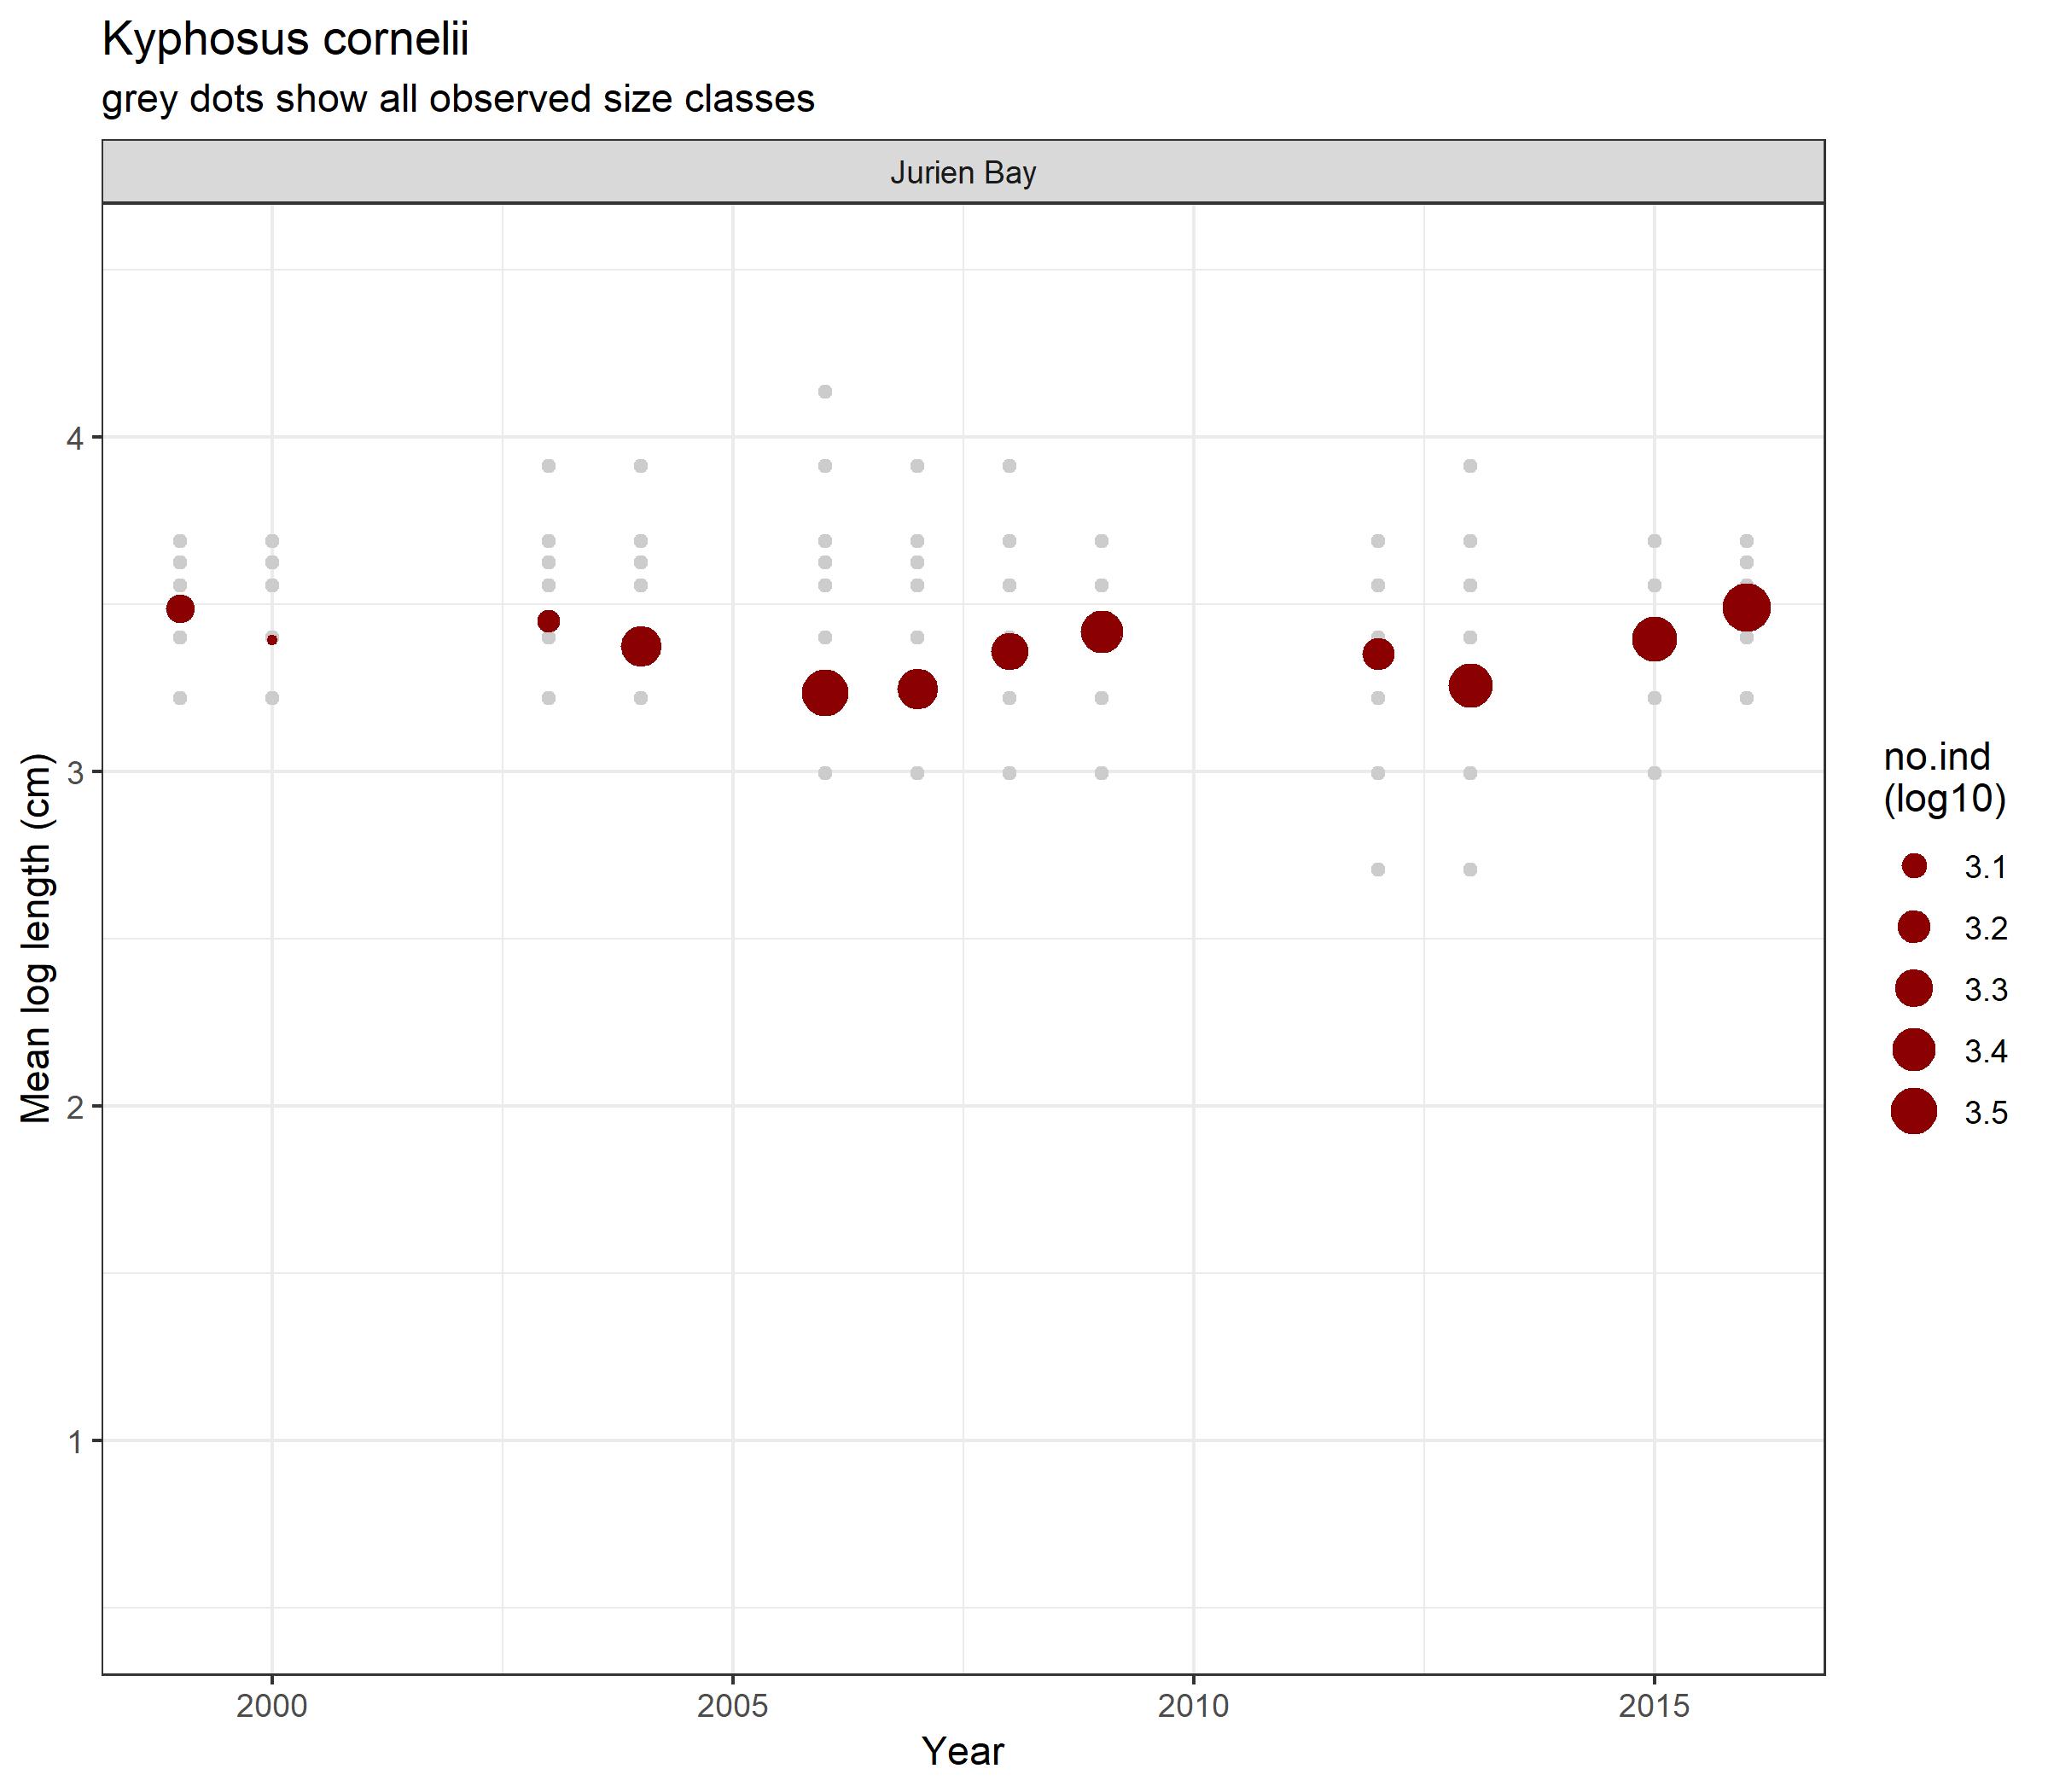 Kyphosus cornelii
grey dots show all observed size classes
Jurien Bay
Mean log length (cm)
4
3
2
1
2000 2005 2010 2015
Year
no.ind
(log10)
3.1
3.2
3.3
3.4
3.5